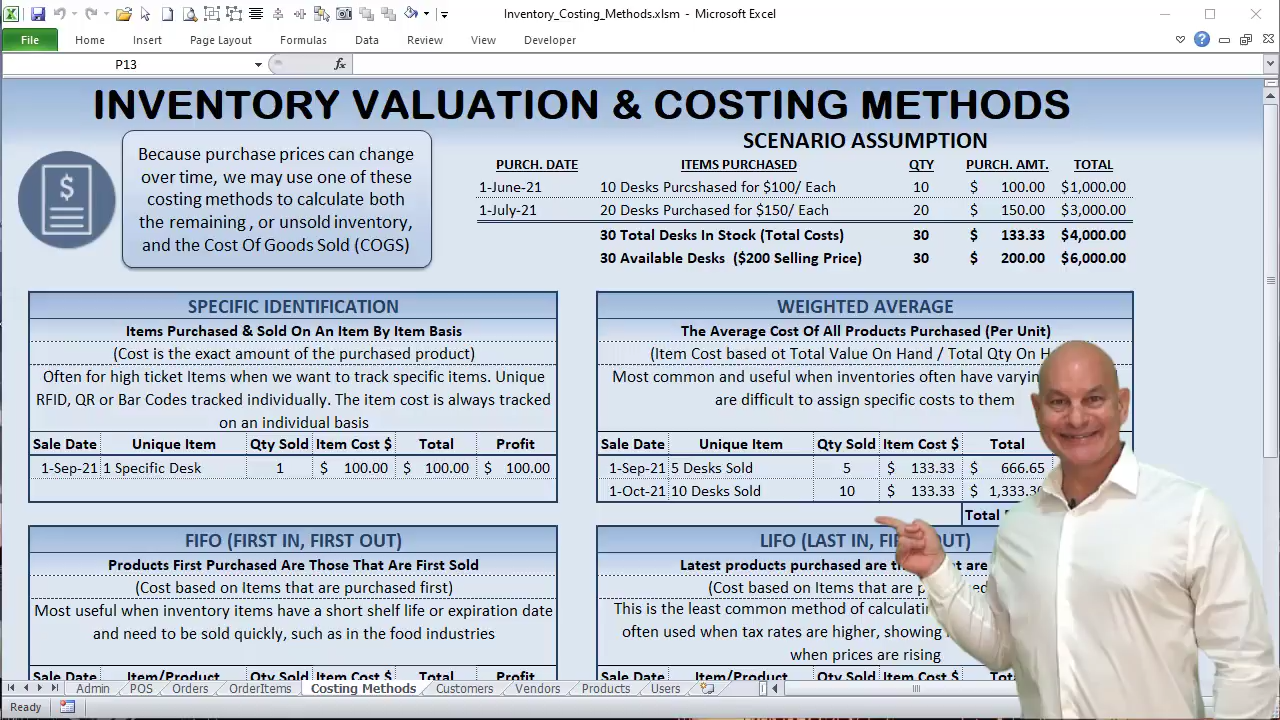 Inventory_Costing_Methods.xlsm - Microsoft Excel
File Home Insert Page Layout Formulas Data Review View Developer
P13 fx
INVENTORY VALUATION & COSTING METHODS
Because purchase prices can change
over time, we may use one of these
costing methods to calculate both
the remaining , or unsold inventory,
and the Cost Of Goods Sold (COGS)
SCENARIO ASSUMPTION
PURCH. DATE ITEMS PURCHASED QTY PURCH. AMT. TOTAL
1-June-21 10 Desks Purcshased for $100/ Each 10 $ 100.00 $1,000.00
1-July-21 20 Desks Purcshased for $150/ Each 20 $ 150.00 $3,000.00
30 Total Desks In Stock (Total Costs) 30 $ 133.33 $4,000.00
30 Available Desks ($200 Selling Price) 30 $ 200.00 $6,000.00
SPECIFIC IDENTIFICATION
Items Purchased & Sold On An Item By Item Basis
(Cost is the exact amount of the purchased product)
Often for high ticket Items when we want to track specific items. Unique
RFID, QR or Bar Codes tracked individually. The item cost is always tracked
on an individual basis
Sale Date Unique Item Qty Sold Item Cost $ Total Profit
1-Sep-21 1 Specific Desk 1 $ 100.00 $ 100.00 $ 100.00
WEIGHTED AVERAGE
The Average Cost Of All Products Purchased (Per Unit)
(Item Cost based ot Total Value On Hand / Total Qty On
Most common and useful when inventories often have
are difficult to assign specific costs to them
Sale Date Unique Item Qty Sold Item Cost $ Total
1-Sep-21 5 Desks Sold 5 $ 133.33 $ 666.65
1-Oct-21 10 Desks Sold 10 $ 133.33 $
Total
FIFO (FIRST IN, FIRST OUT)
Products First Purchased Are Those That Are First Sold
(Cost based on Items that are purchased first)
Most useful when inventory items have a short shelf life or expiration date
and need to be sold quickly, such as in the food industries
Sale Date Item/Product Qty Sold Item Cost $ Total Profit
LIFO (LAST IN, OUT)
Latest products purchased are are
(Cost based on Items that are
This is the least common method of
often used when tax rates are higher, showing
when prices are rising
Sale Date Item/Product Qty Sold Item Cost $
Admin POS Orders OrderItems Costing Methods Customers Vendors Products Users
Ready